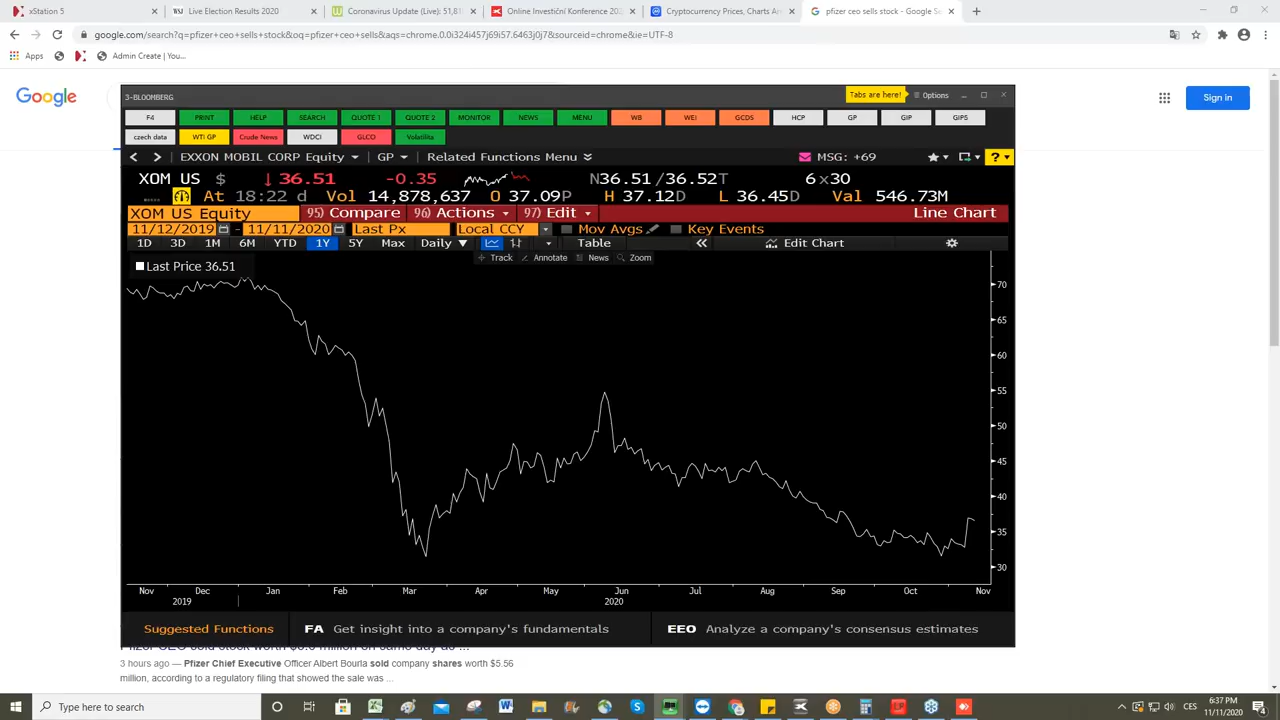 xStation 5
Live Election Results 2020
Coronavirus Update (Live): 51,81
Online Investiční Konference 202
Cryptocurrency Prices, Charts An
pfizer ceo sells stock - Google Se
google.com/search?q=pfizer+ceo+sells+stock&oq=pfizer+ceo+sells&aqs=chrome.0.0i324i457j69i57.6463j0j7&sourceid=chrome&ie=UTF-8
Apps
Admin Create | You...
Google
Sign in
3-BLOOMBERG
Tabs are here!
Options
F4 PRINT HELP SEARCH QUOTE 1 QUOTE 2 MONITOR NEWS MENU WB WEI GCDS HCP GP GIP GIPS
czech data WTI GP Crude News WDCI GLCO Volatilita
EXXON MOBIL CORP Equity GP Related Functions Menu MSG: +69 ?
XOM US $ ↓ 36.51 -0.35 N36.51 /36.52T 6 x30
At 18:22 d Vol 14,878,637 O 37.09P H 37.12D L 36.45D Val 546.73M
XOM US Equity 95) Compare 96) Actions 97) Edit Line Chart
11/12/2019 - 11/11/2020 Last Px Local CCY Mov Avgs Key Events
1D 3D 1M 6M YTD 1Y 5Y Max Daily ▼ Table « Edit Chart
Track Annotate News Zoom
Last Price 36.51
70
65
60
55
50
45
40
35
30
Nov Dec Jan Feb Mar Apr May Jun Jul Aug Sep Oct Nov
2019 2020
Suggested Functions FA Get insight into a company's fundamentals EEO Analyze a company's consensus estimates
3 hours ago — Pfizer Chief Executive Officer Albert Bourla sold company shares worth $5.56
million, according to a regulatory filing that showed the sale was ...
Type here to search
CES
6:37 PM
11/11/2020
4